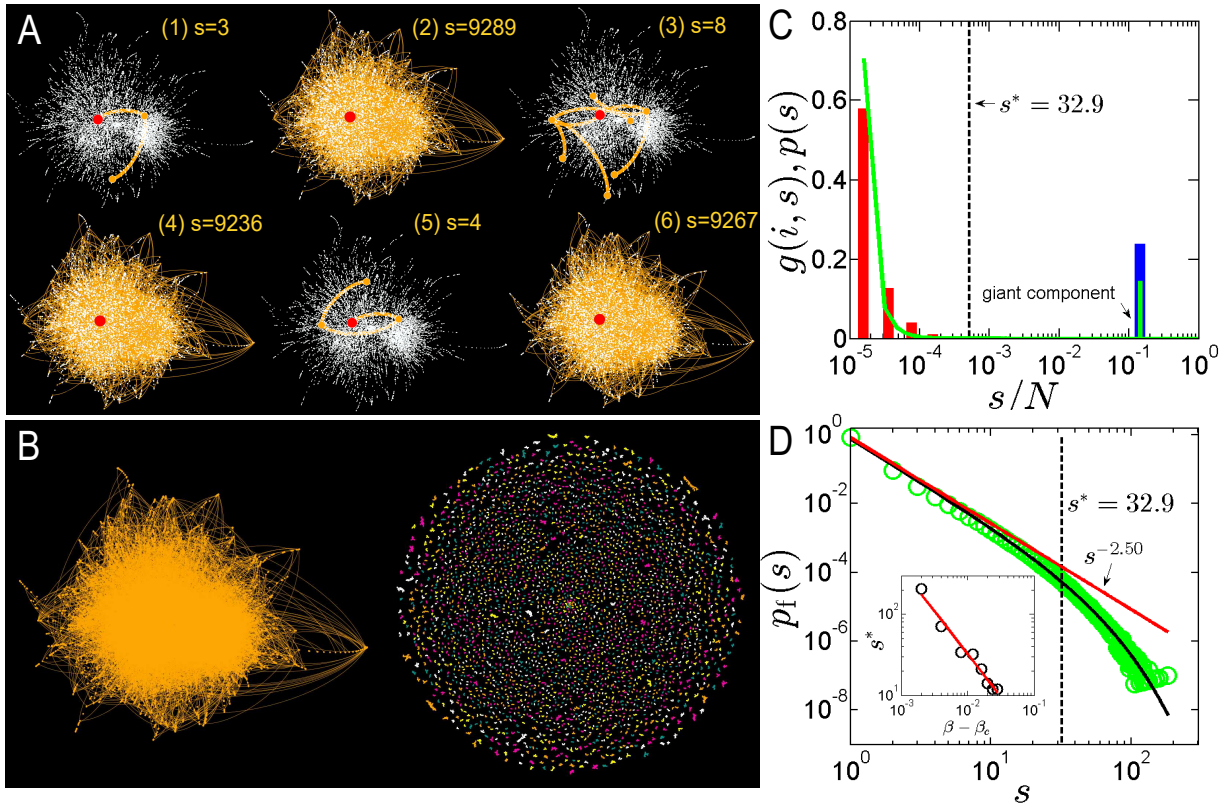 A
(1) s=3
(2) s=9289
(3) s=8
(4) s=9236
(5) s=4
(6) s=9267
B
C
g(i, s), p(s)
0.8
0.6
0.4
0.2
0
s* = 32.9
giant component
10^-5
10^-4
10^-3
10^-2
10^-1
10^0
s/N
D
p_f(s)
10^0
10^-2
10^-4
10^-6
10^-8
s* = 32.9
s^-2.50
s*
10^2
10^1
10^-3
10^-2
10^-1
β − β_c
10^0
10^1
10^2
s